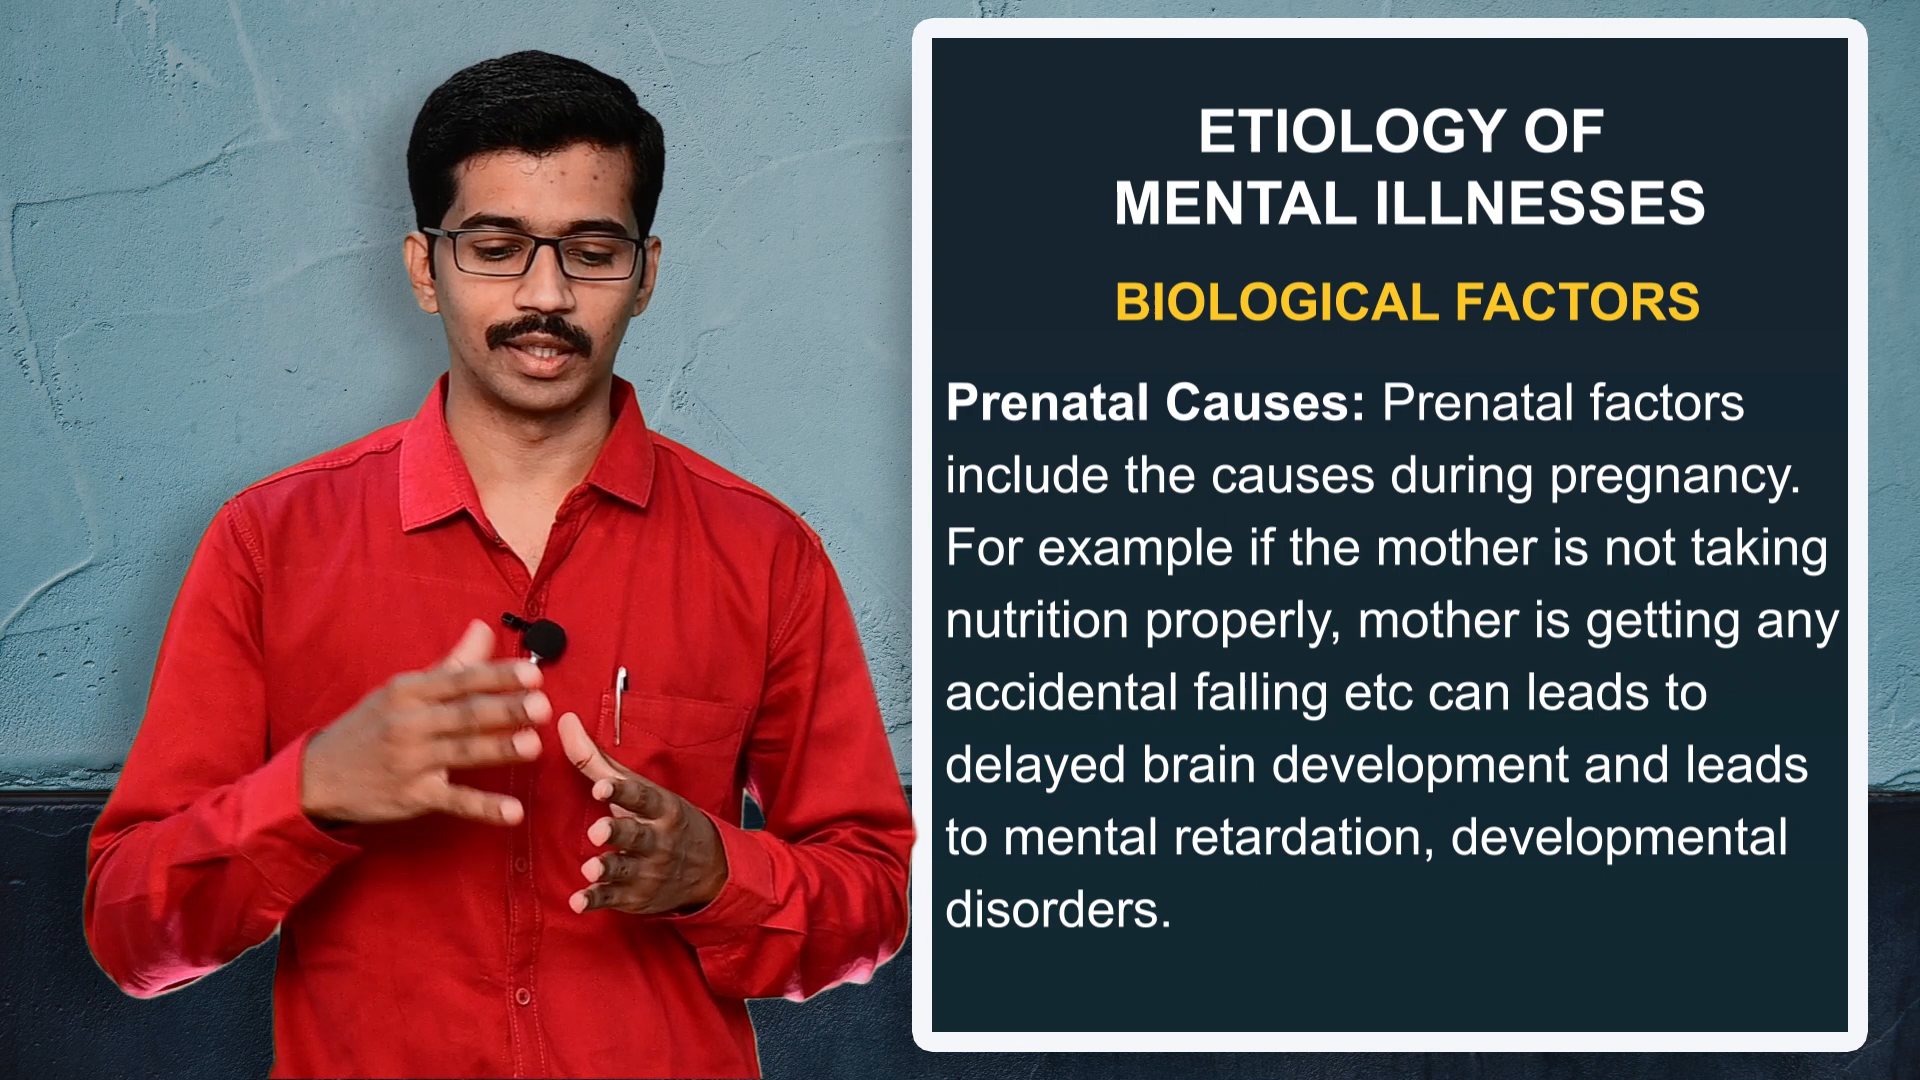 ETIOLOGY OF
MENTAL ILLNESSES
BIOLOGICAL FACTORS
Prenatal Causes: Prenatal factors
include the causes during pregnancy.
For example if the mother is not taking
nutrition properly, mother is getting any
accidental falling etc can leads to
delayed brain development and leads
to mental retardation, developmental
disorders.